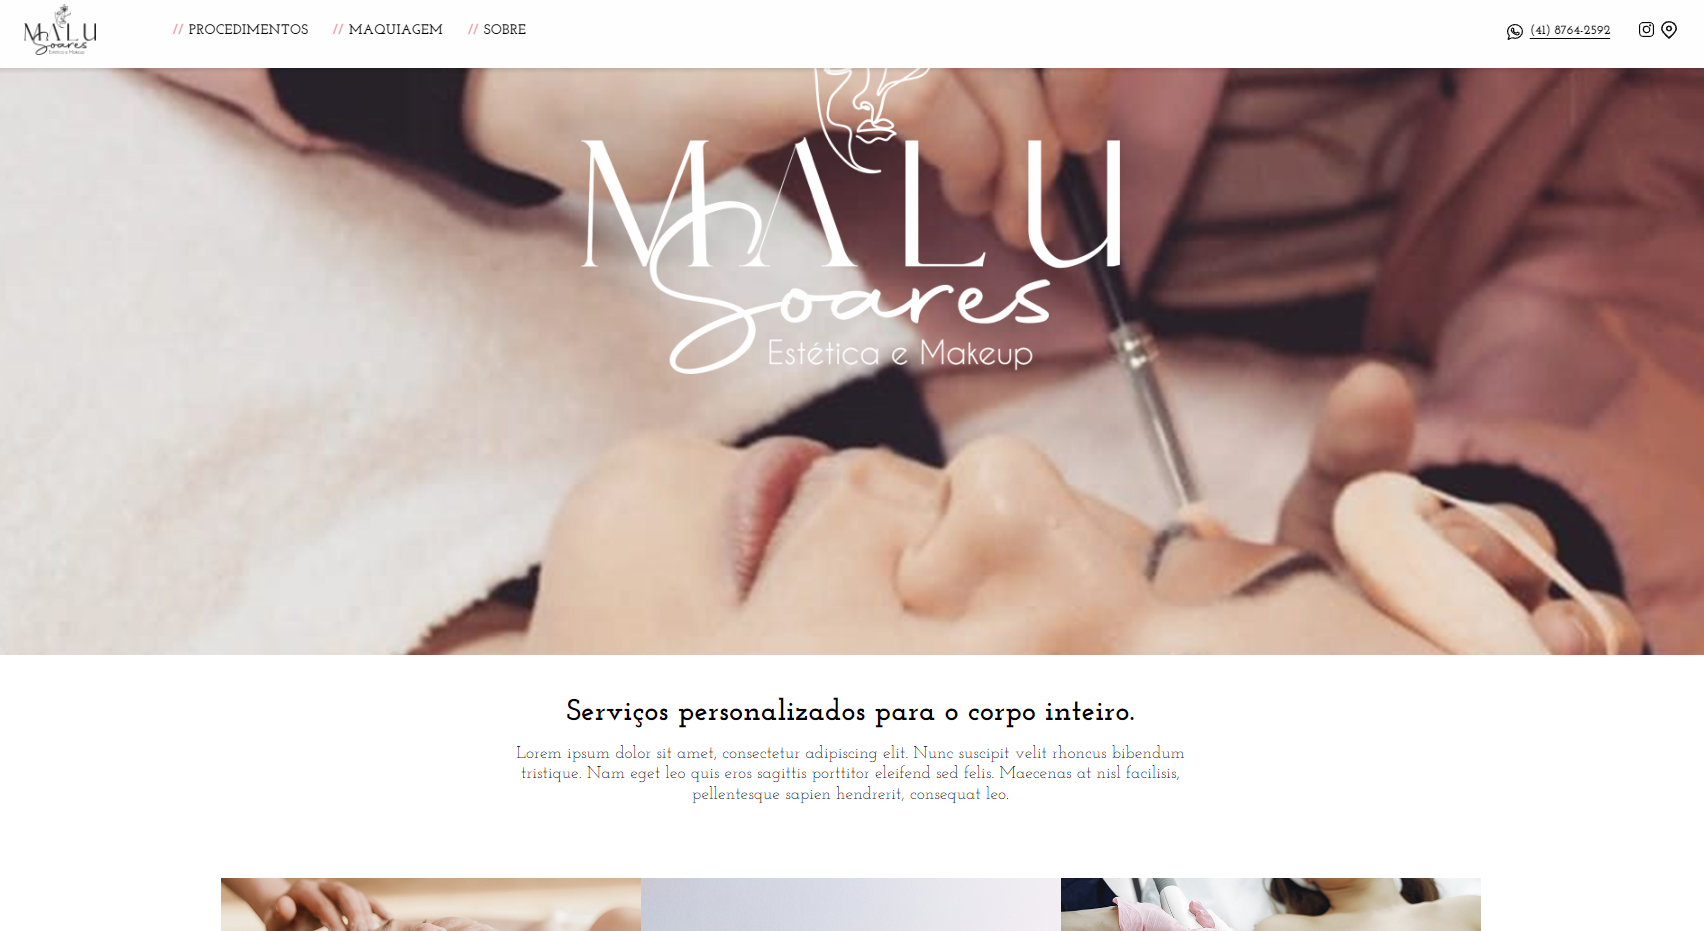 MALU
Soares
Estética e Makeup
// PROCEDIMENTOS // MAQUIAGEM // SOBRE
(41) 8764-2592
MALU
Soares
Estética e Makeup
Serviços personalizados para o corpo inteiro.
Lorem ipsum dolor sit amet, consectetur adipiscing elit. Nunc suscipit velit rhoncus bibendum
tristique. Nam eget leo quis eros sagittis porttitor eleifend sed felis. Maecenas at nisl facilisis,
pellentesque sapien hendrerit, consequat leo.